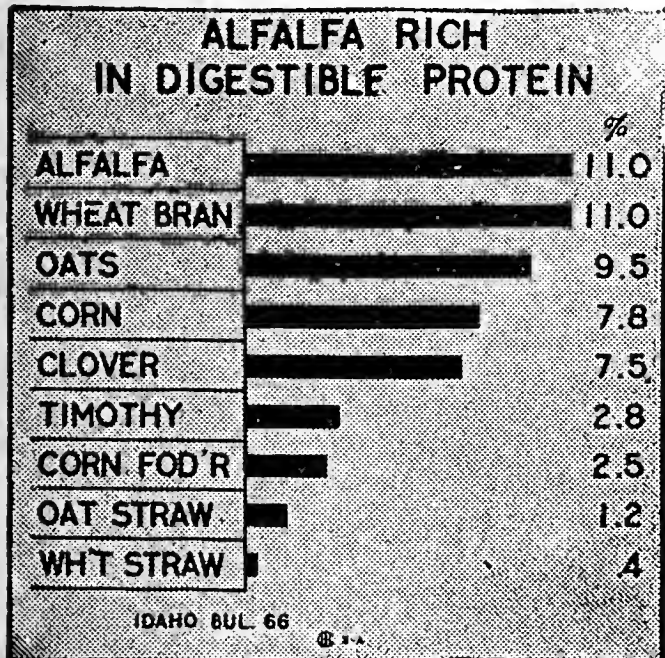 ALFALFA RICH
IN DIGESTIBLE PROTEIN
%
ALFALFA 11.0
WHEAT BRAN 11.0
OATS 9.5
CORN 7.8
CLOVER 7.5
TIMOTHY 2.8
CORN FOD'R 2.5
OAT STRAW 1.2
WH'T STRAW .4
IDAHO BUL. 66